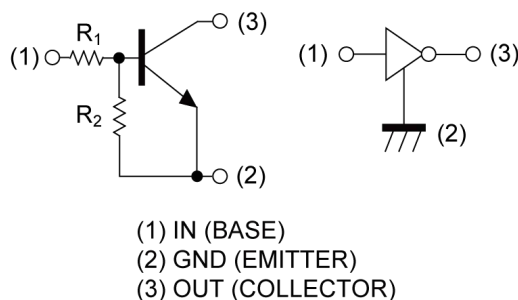 R₁
(1)
(3)
R₂
(2)
(1)
(3)
(2)
(1) IN (BASE)
(2) GND (EMITTER)
(3) OUT (COLLECTOR)